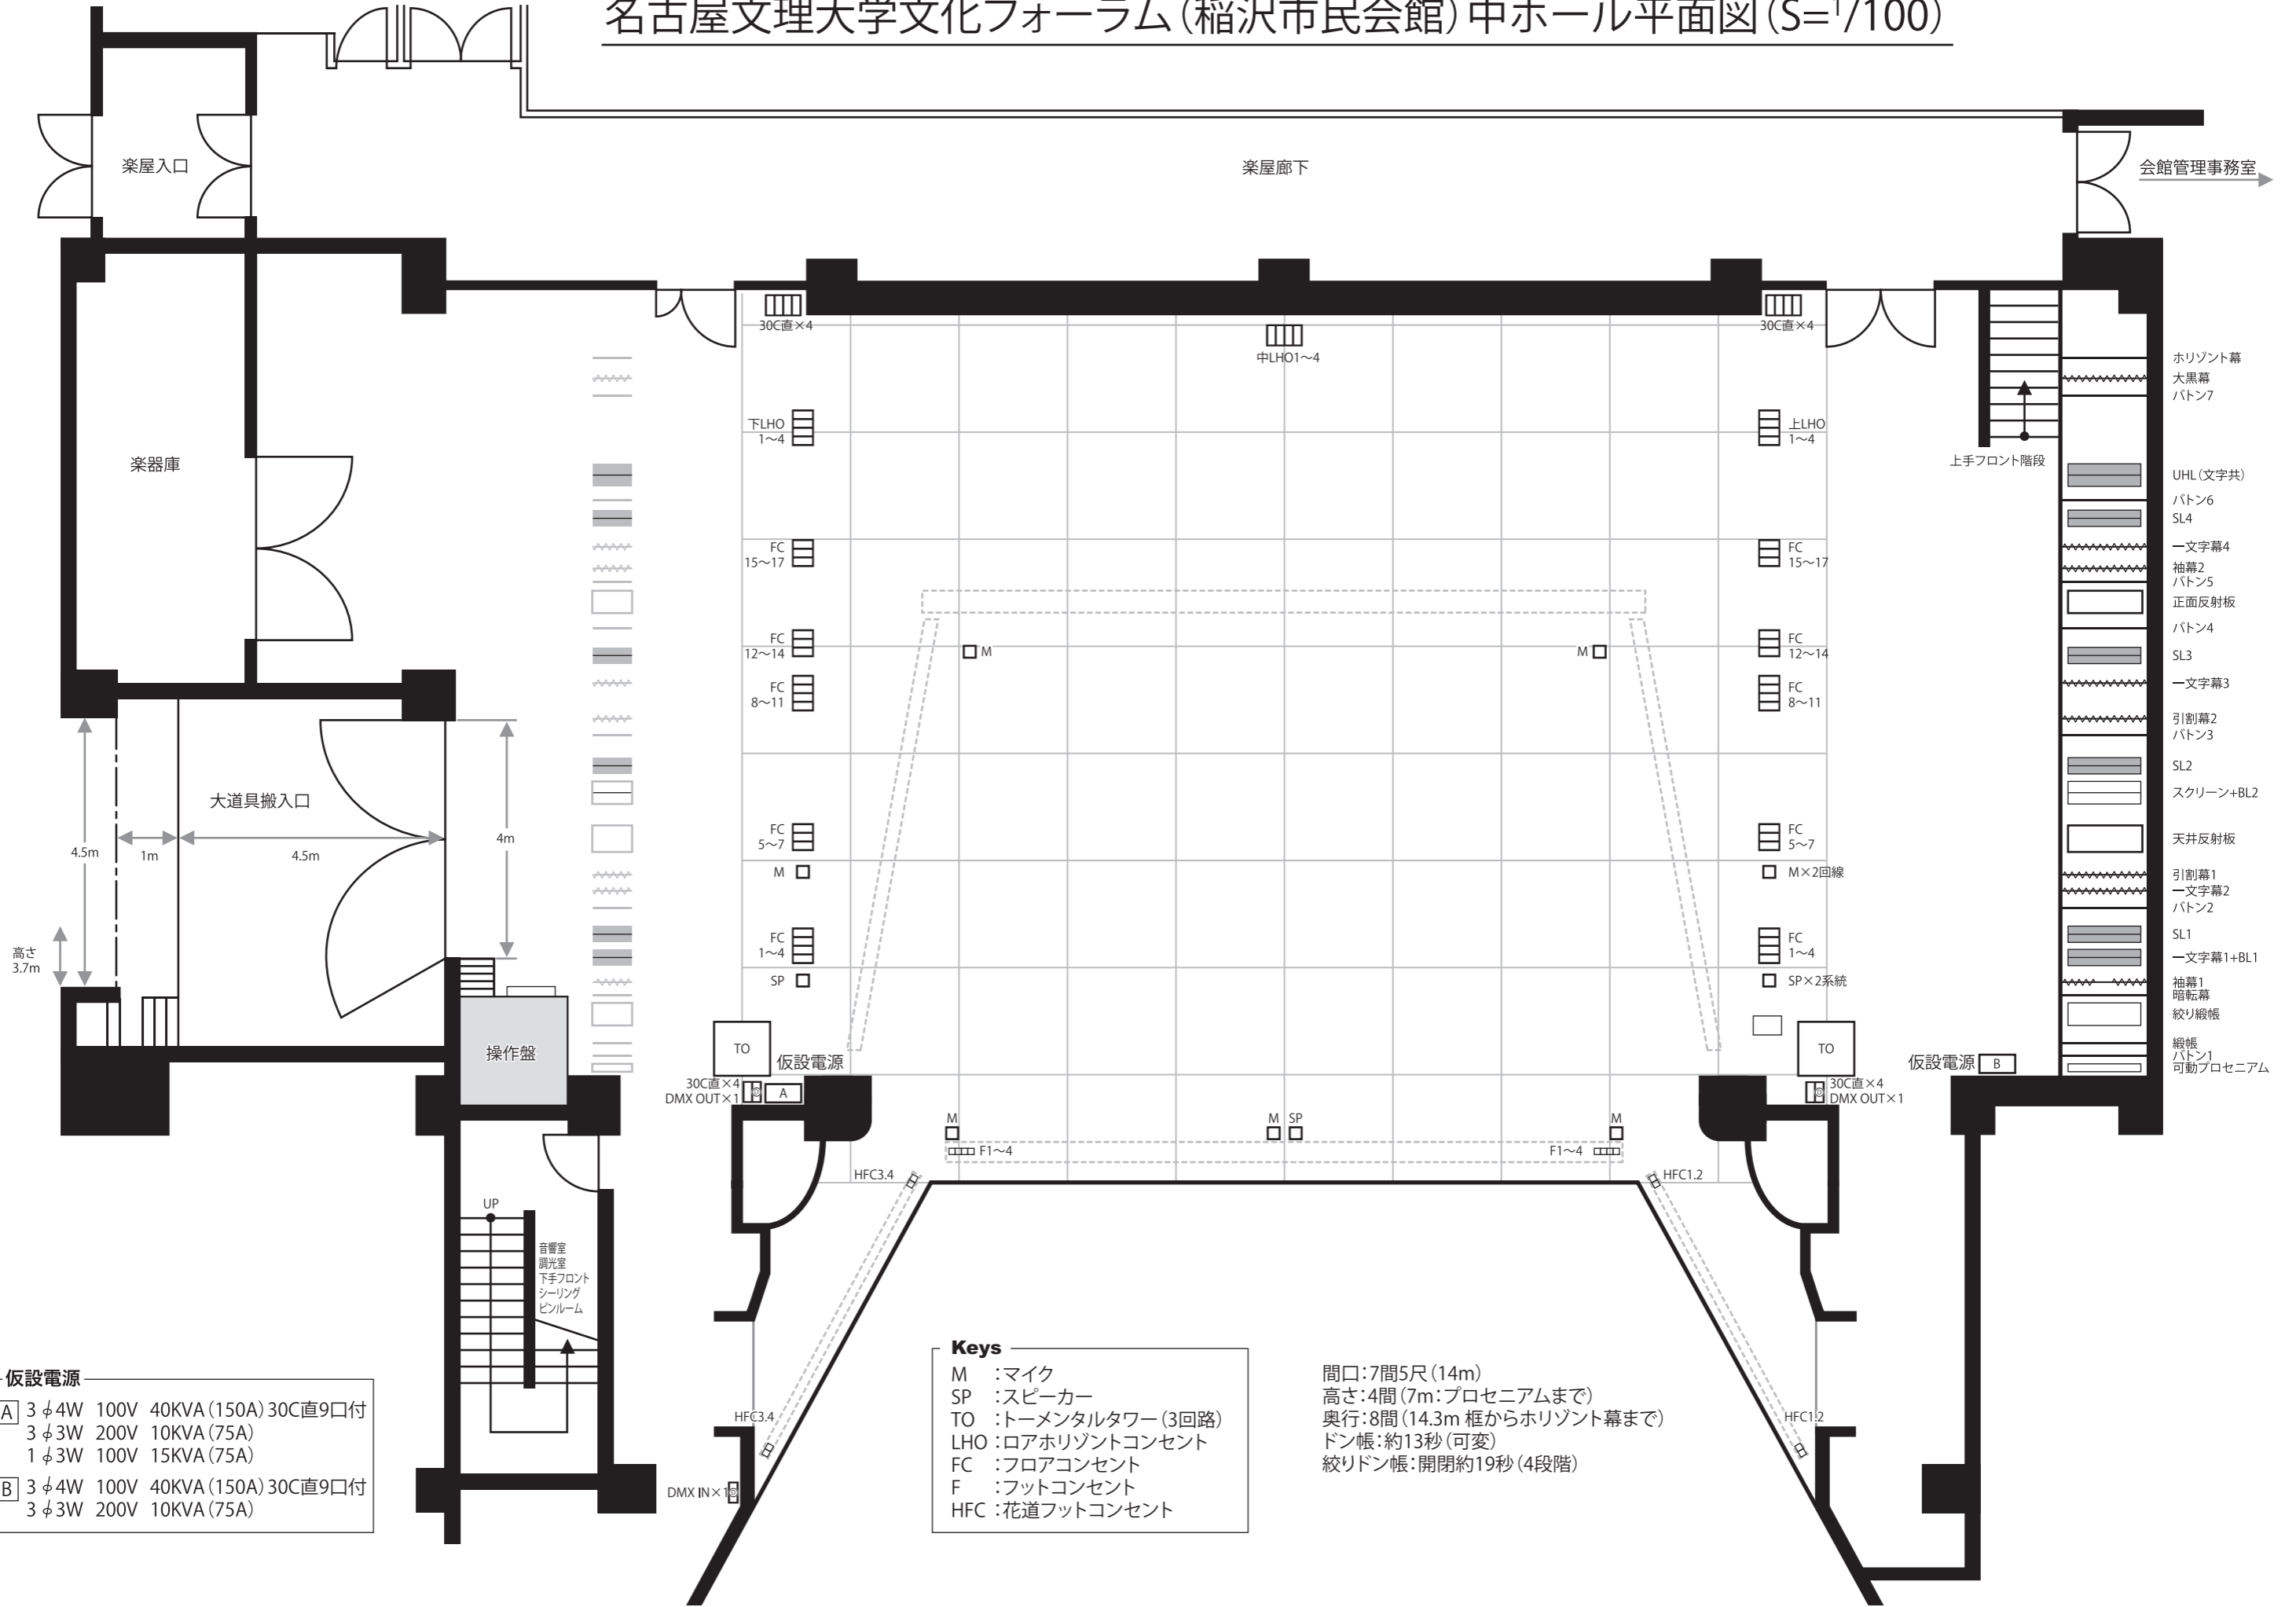 名古屋文理大学文化フォーラム(稲沢市民会館)中ホール平面図(S=1/100)
楽屋入口
楽屋廊下
会館管理事務室
30C直×4
中LHO1〜4
30C直×4
ホリゾント幕
大黒幕
バトン7
下LHO
1〜4
上LHO
1〜4
上手フロント階段
楽器庫
UHL(文字共)
バトン6
SL4
一文字幕4
袖幕2
バトン5
正面反射板
バトン4
SL3
一文字幕3
引割幕2
バトン3
SL2
スクリーン+BL2
天井反射板
引割幕1
一文字幕2
バトン2
SL1
一文字幕1+BL1
袖幕1
暗転幕
絞り緞帳
緞帳
バトン1
可動プロセニアム
FC
15〜17
FC
15〜17
FC
12〜14
M
M
FC
12〜14
FC
8〜11
FC
8〜11
大道具搬入口
4.5m
1m
4.5m
4m
高さ
3.7m
FC
5〜7
FC
5〜7
M
M×2回線
FC
1〜4
FC
1〜4
SP
SP×2系統
操作盤
TO
仮設電源
TO
仮設電源
B
30C直×4
DMX OUT×1
A
30C直×4
DMX OUT×1
M
M
SP
M
F1〜4
F1〜4
HFC3.4
HFC1.2
UP
音響室
調光室
下手フロント
シーリング
ピンルーム
HFC3.4
HFC1.2
DMX IN×1
仮設電源
A 3φ4W 100V 40KVA(150A)30C直9口付
3φ3W 200V 10KVA(75A)
1φ3W 100V 15KVA(75A)
B 3φ4W 100V 40KVA(150A)30C直9口付
3φ3W 200V 10KVA(75A)
Keys
M :マイク
SP :スピーカー
TO :トーメンタルタワー(3回路)
LHO :ロアホリゾントコンセント
FC :フロアコンセント
F :フットコンセント
HFC :花道フットコンセント
間口:7間5尺(14m)
高さ:4間(7m:プロセニアムまで)
奥行:8間(14.3m 框からホリゾント幕まで)
ドン帳:約13秒(可変)
絞りドン帳:開閉約19秒(4段階)